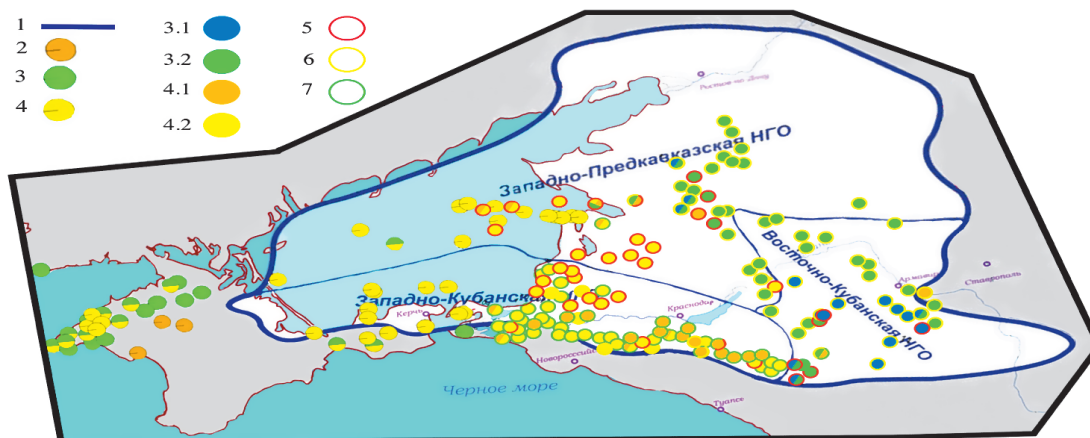 1
2
3
4
3.1
3.2
4.1
4.2
5
6
7
Ростов-на-Дону
Западно-Предкавказская НГО
Восточно-Кубанская НГО
Западно-Кубанская
Керчь
Краснодар
Армавир
Ставрополь
Новороссийск
Туапсе
Черное море